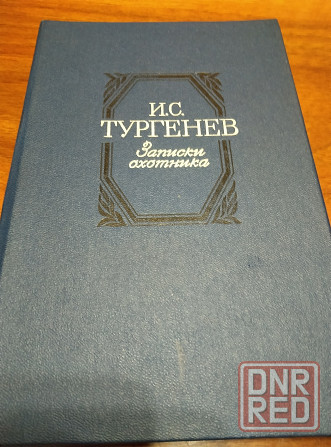 И.С.
ТУРГЕНЕВ
Записки
охотника
DNR
RED